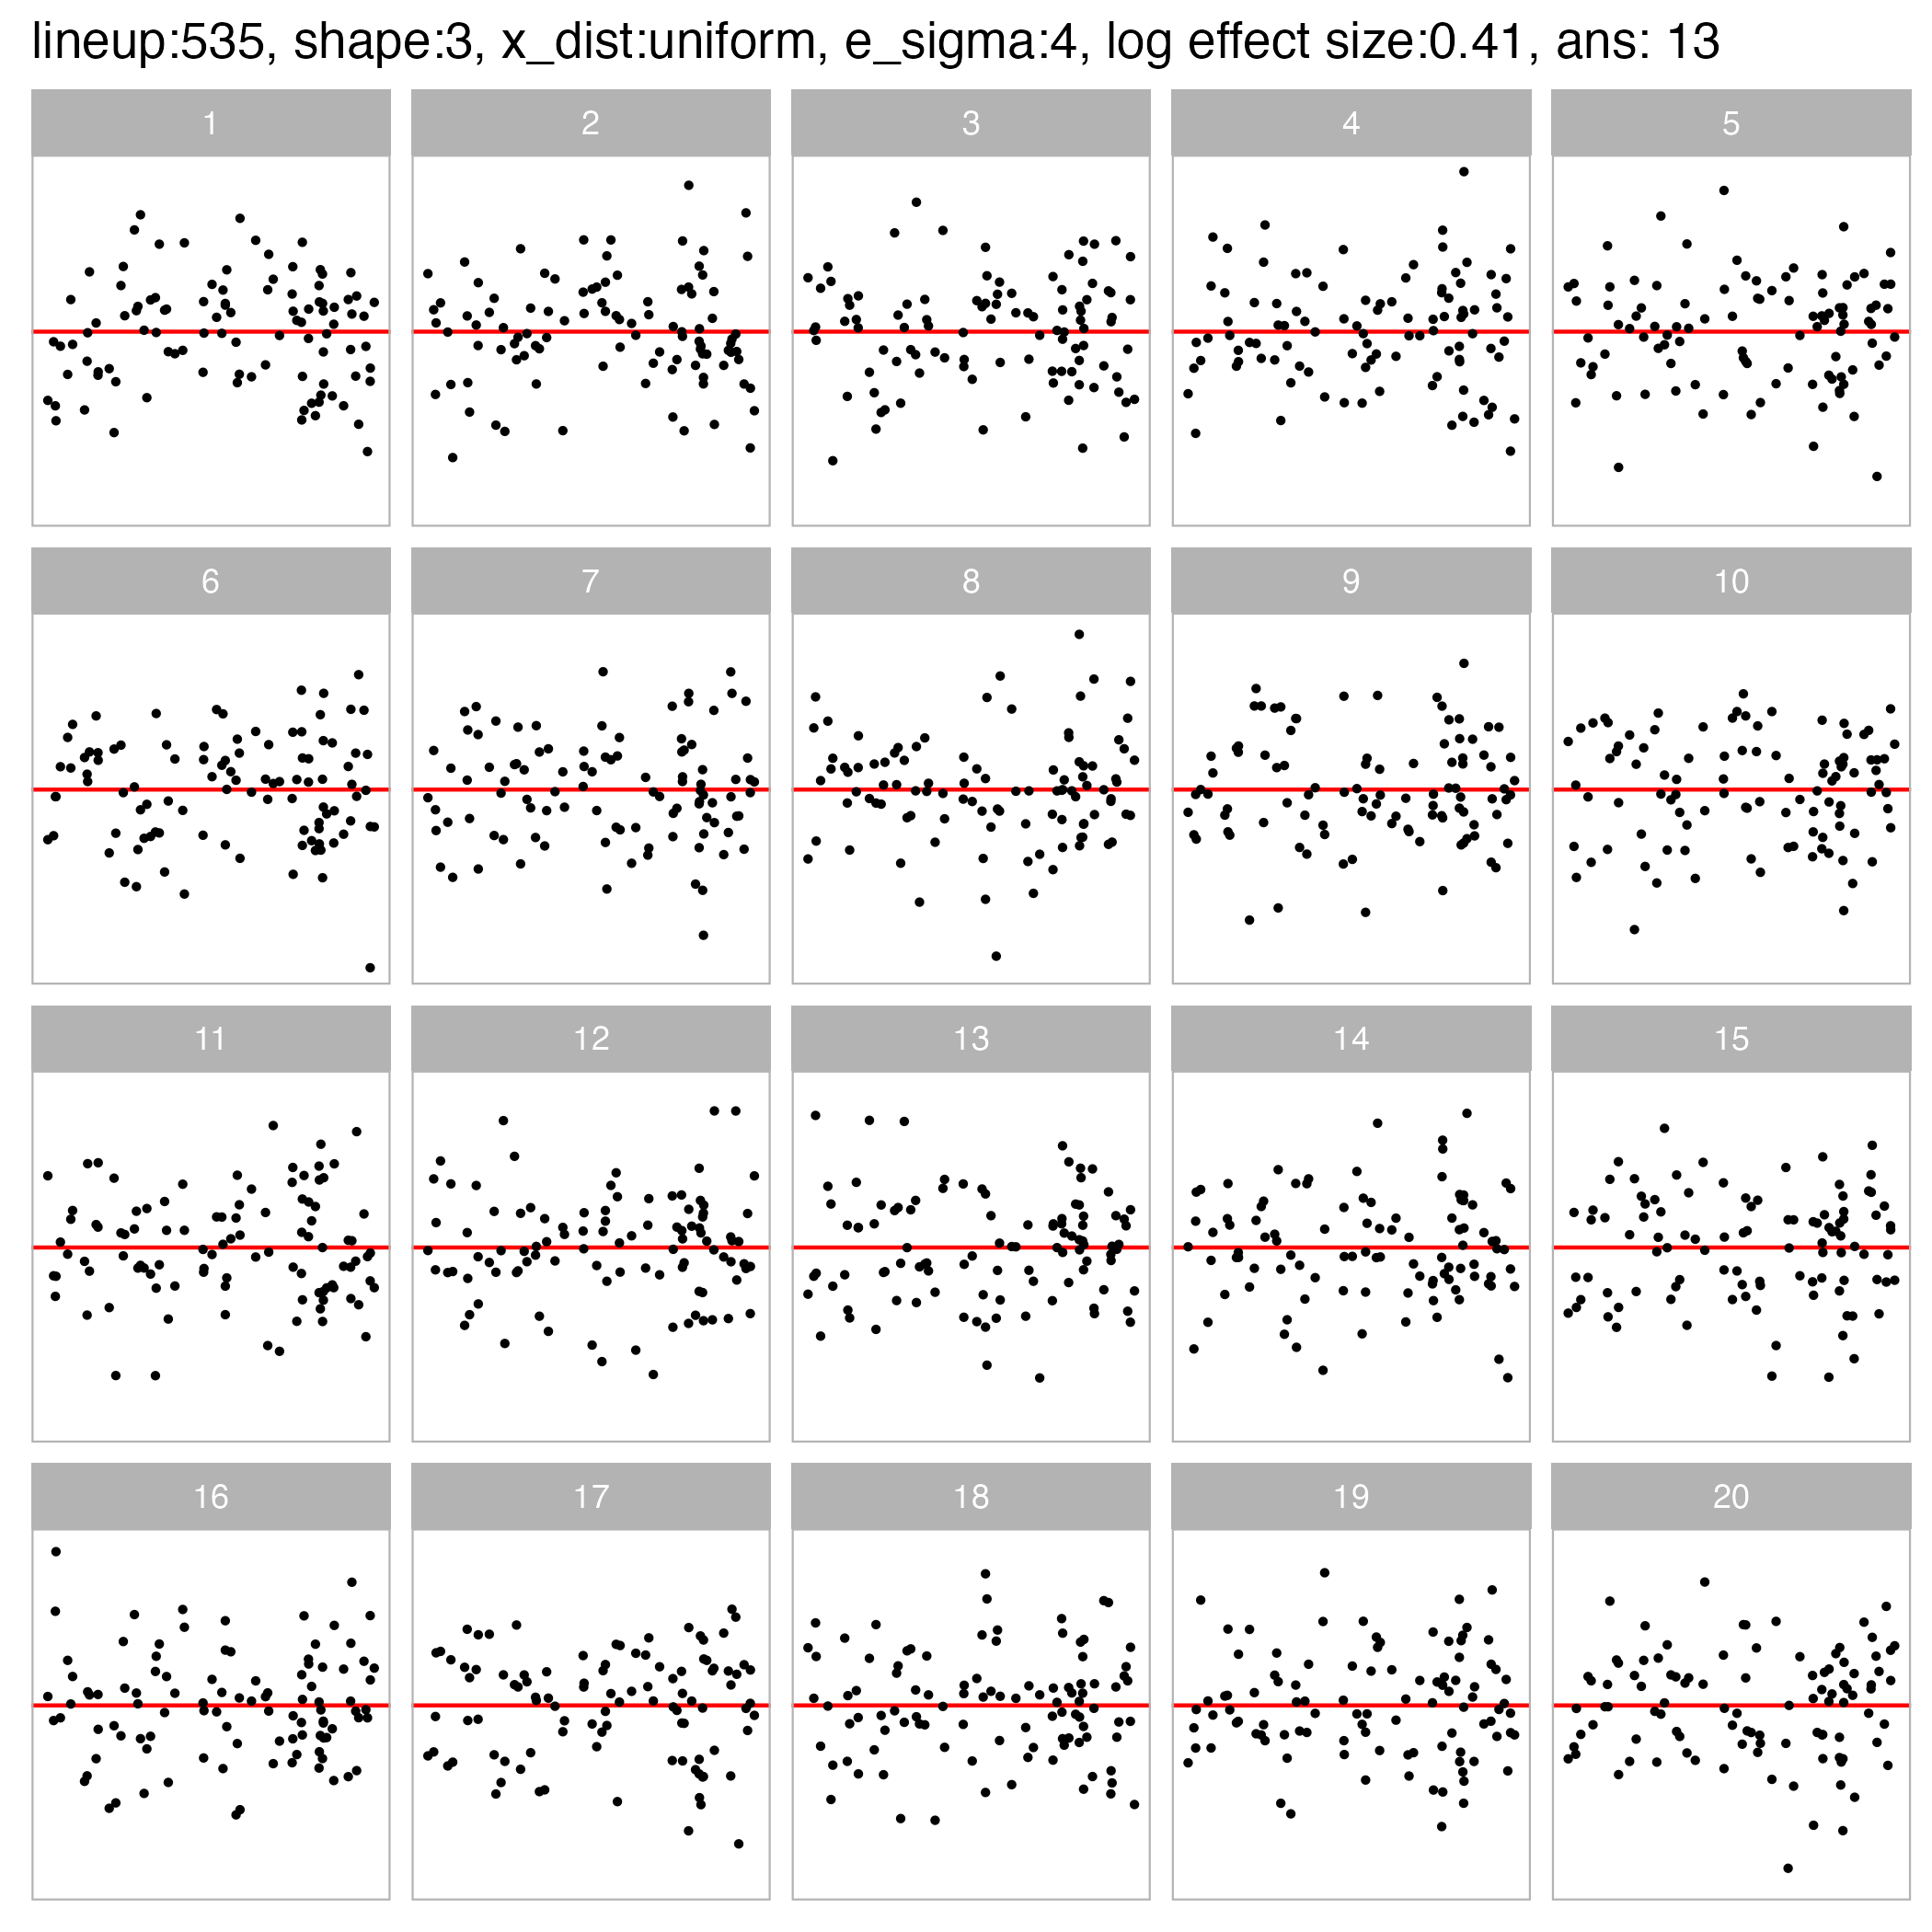 lineup:535, shape:3, x_dist:uniform, e_sigma:4, log effect size:0.41, ans: 13
1 2 3 4 5
6 7 8 9 10
11 12 13 14 15
16 17 18 19 20